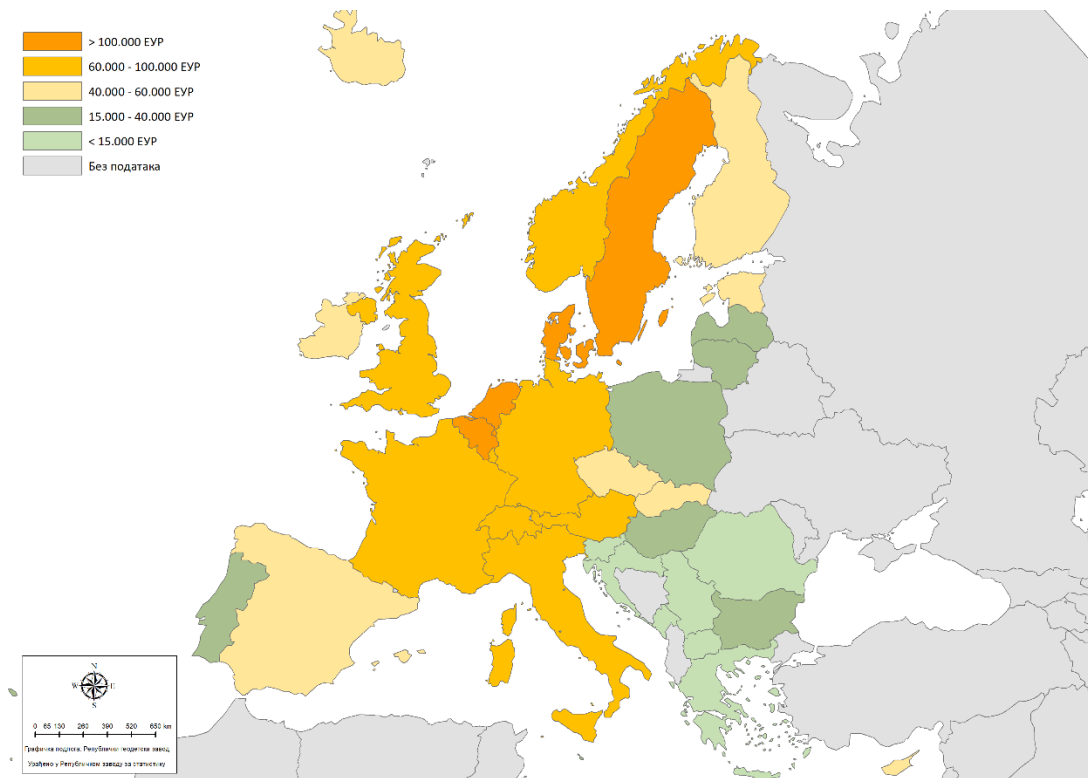 > 100.000 ЕУР
60.000 - 100.000 ЕУР
40.000 - 60.000 ЕУР
15.000 - 40.000 ЕУР
< 15.000 ЕУР
Без података
N
W E
S
0 65 130 260 390 520 650 km
Графичка подлога: Републички геодетски завод
Урађено у Републичком заводу за статистику